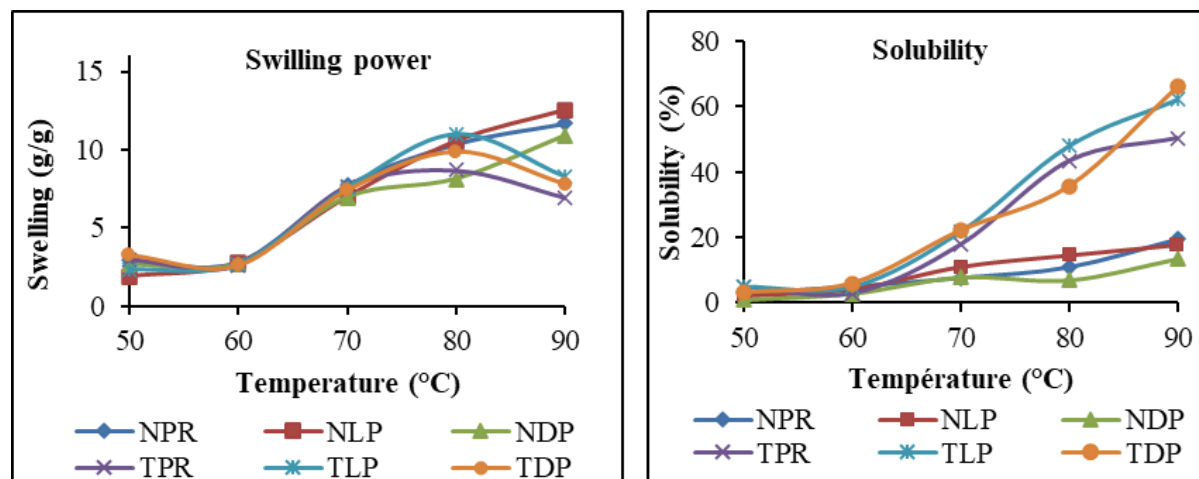 Swilling power
15
10
5
0
Swelling (g/g)
50 60 70 80 90
Temperature (°C)
NPR NLP NDP
TPR TLP TDP
Solubility
80
60
40
20
0
Solubility (%)
50 60 70 80 90
Température (°C)
NPR NLP NDP
TPR TLP TDP